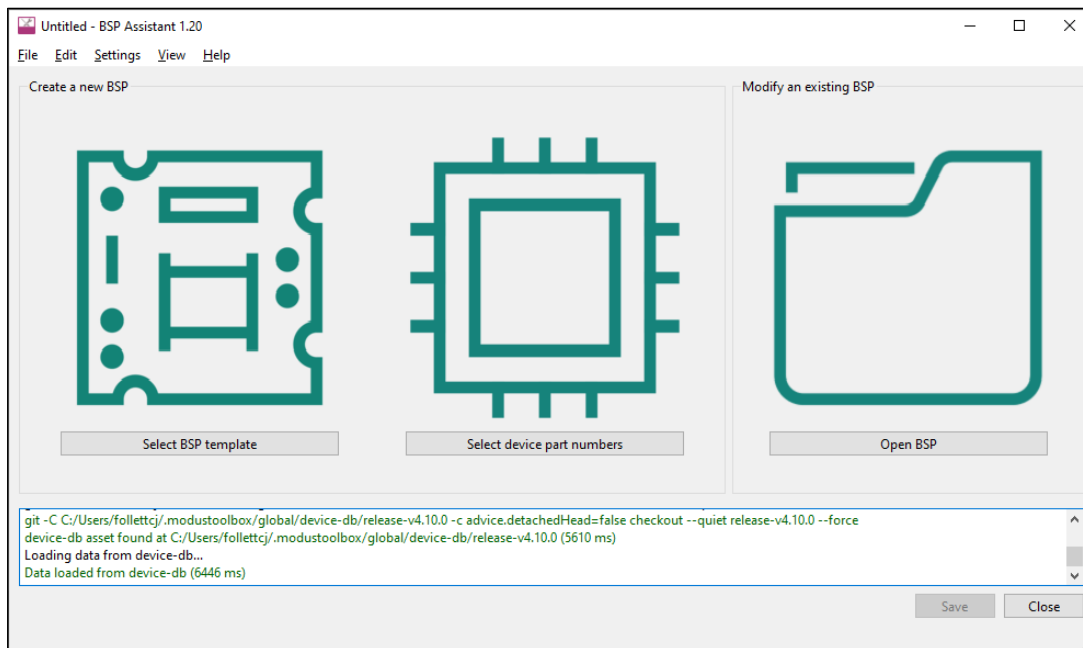 Untitled - BSP Assistant 1.20
File Edit Settings View Help
Create a new BSP
Modify an existing BSP
Select BSP template
Select device part numbers
Open BSP
git -C C:/Users/follettcj/.modustoolbox/global/device-db/release-v4.10.0 -c advice.detachedHead=false checkout --quiet release-v4.10.0 --force
device-db asset found at C:/Users/follettcj/.modustoolbox/global/device-db/release-v4.10.0 (5610 ms)
Loading data from device-db...
Data loaded from device-db (6446 ms)
Save
Close